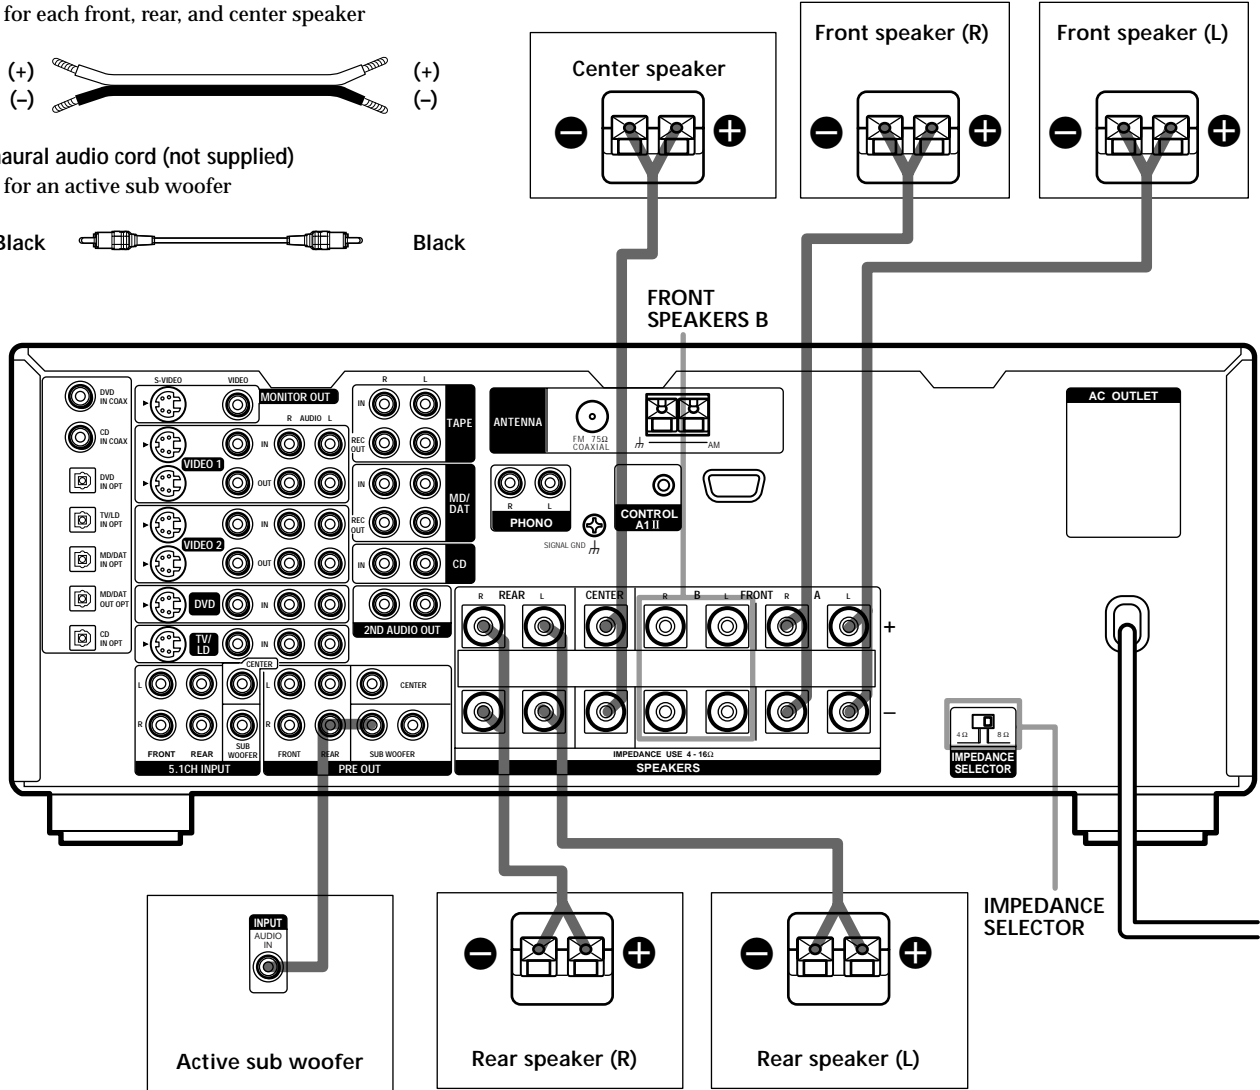 for each front, rear, and center speaker
(+) (+)
(–) (–)
naural audio cord (not supplied)
for an active sub woofer
Black Black
Center speaker
Front speaker (R)
Front speaker (L)
FRONT
SPEAKERS B
DVD
IN COAX
CD
IN COAX
DVD
IN OPT
TV/LD
IN OPT
MD/DAT
IN OPT
MD/DAT
OUT OPT
CD
IN OPT
S-VIDEO VIDEO
MONITOR OUT
R AUDIO L
IN
VIDEO 1
OUT
IN
VIDEO 2
OUT
DVD IN
TV/
LD
IN
R L
IN
TAPE
REC
OUT
IN
MD/
DAT
REC
OUT
IN CD
2ND AUDIO OUT
ANTENNA
FM 75Ω
COAXIAL
AM
R L
PHONO
SIGNAL GND
CONTROL
A1 II
AC OUTLET
CENTER
L L CENTER
R R
FRONT REAR SUB
WOOFER
FRONT REAR SUB WOOFER
5.1CH INPUT PRE OUT
R REAR L CENTER R B L FRONT R A L
+
–
IMPEDANCE USE 4 - 16Ω
SPEAKERS
4Ω 8Ω
IMPEDANCE
SELECTOR
IMPEDANCE
SELECTOR
INPUT
AUDIO
IN
Active sub woofer
Rear speaker (R)
Rear speaker (L)